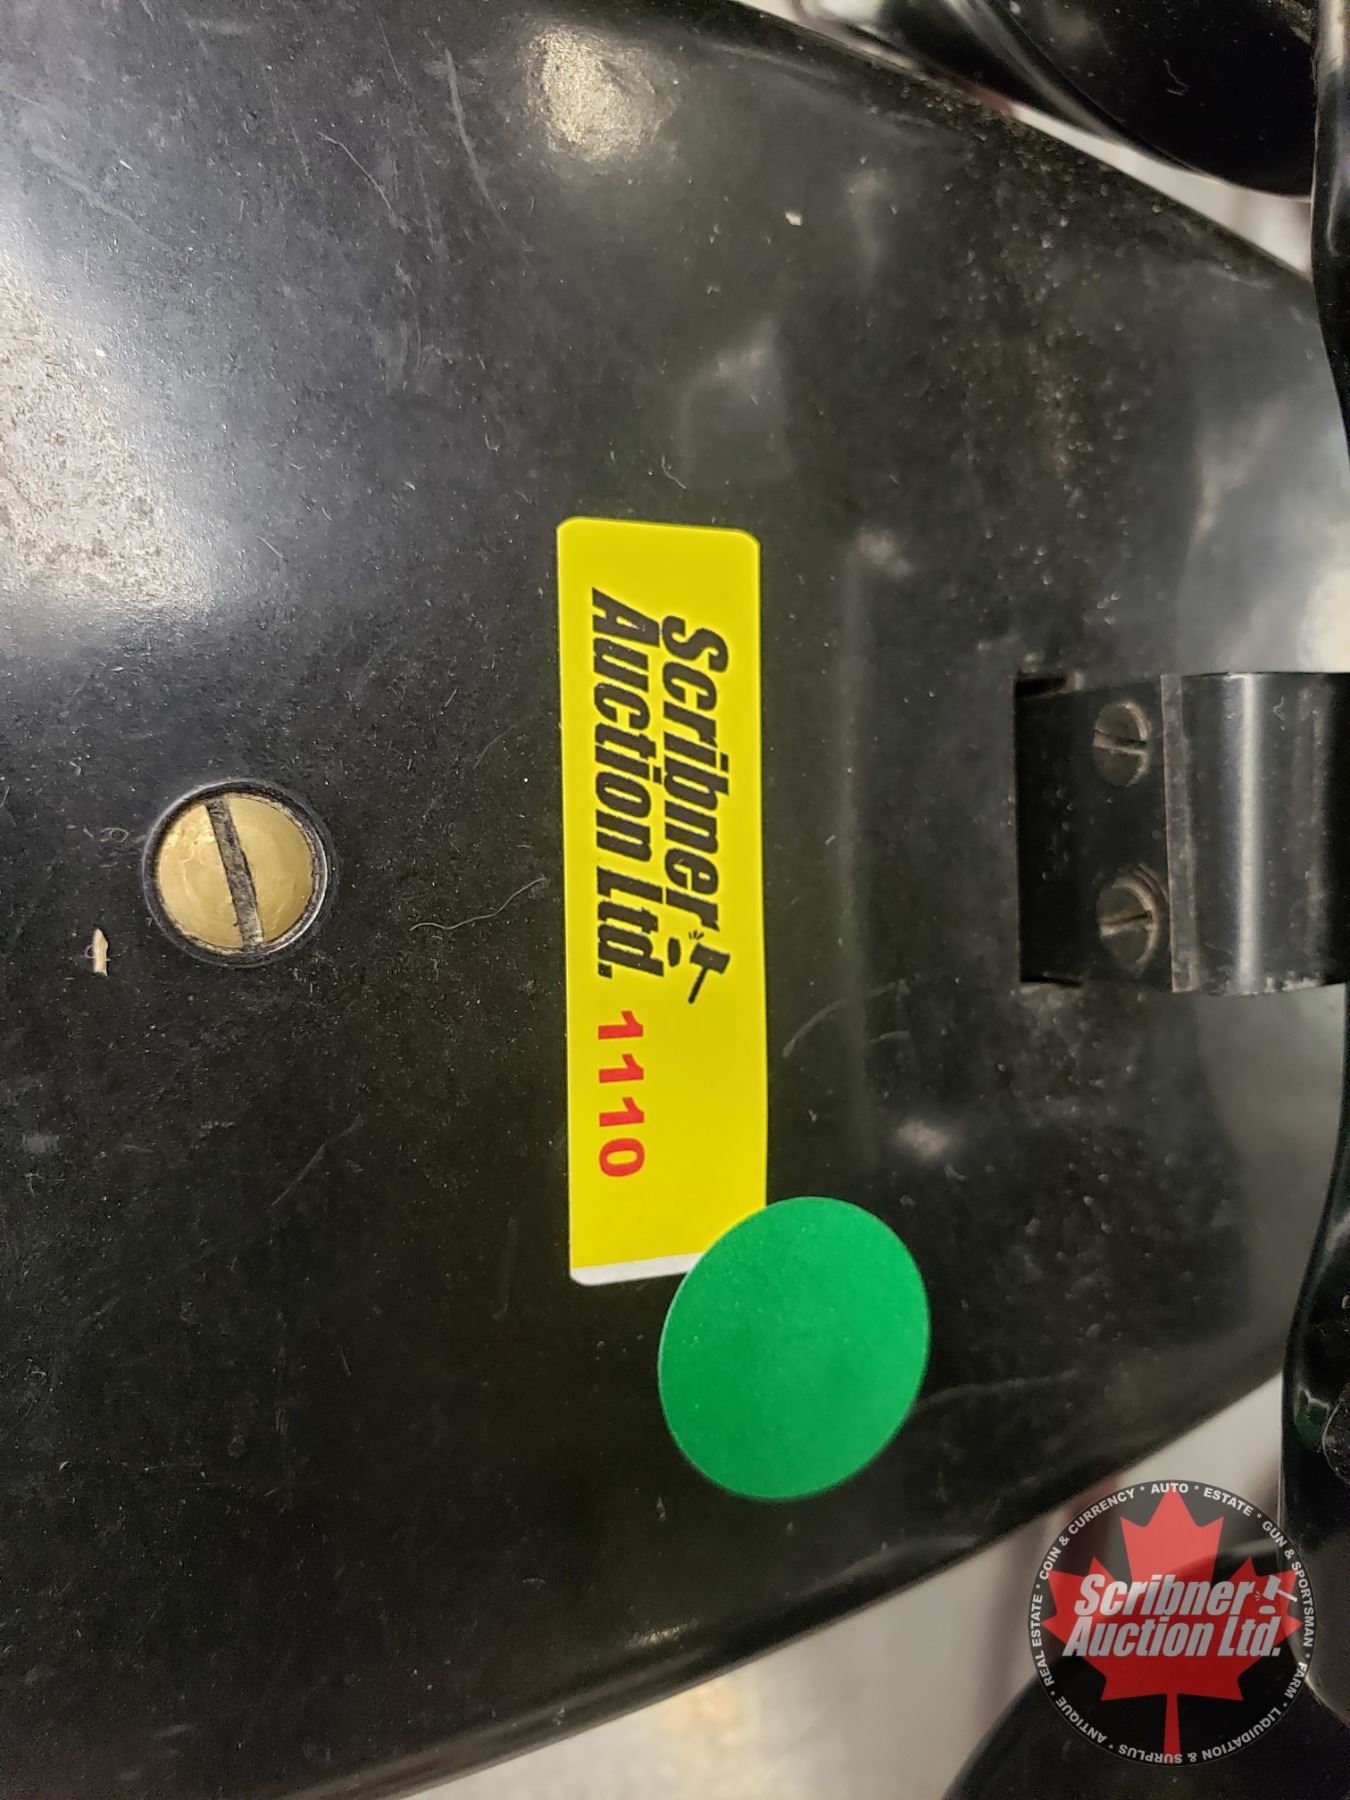 Scribner
Auction Ltd. 1110
REAL ESTATE * COIN & CURRENCY * AUTO * ESTATE * GUN & SPORTSMAN * FARM * LIQUIDATION & SURPLUS * ANTIQUE *
Scribner
Auction Ltd.